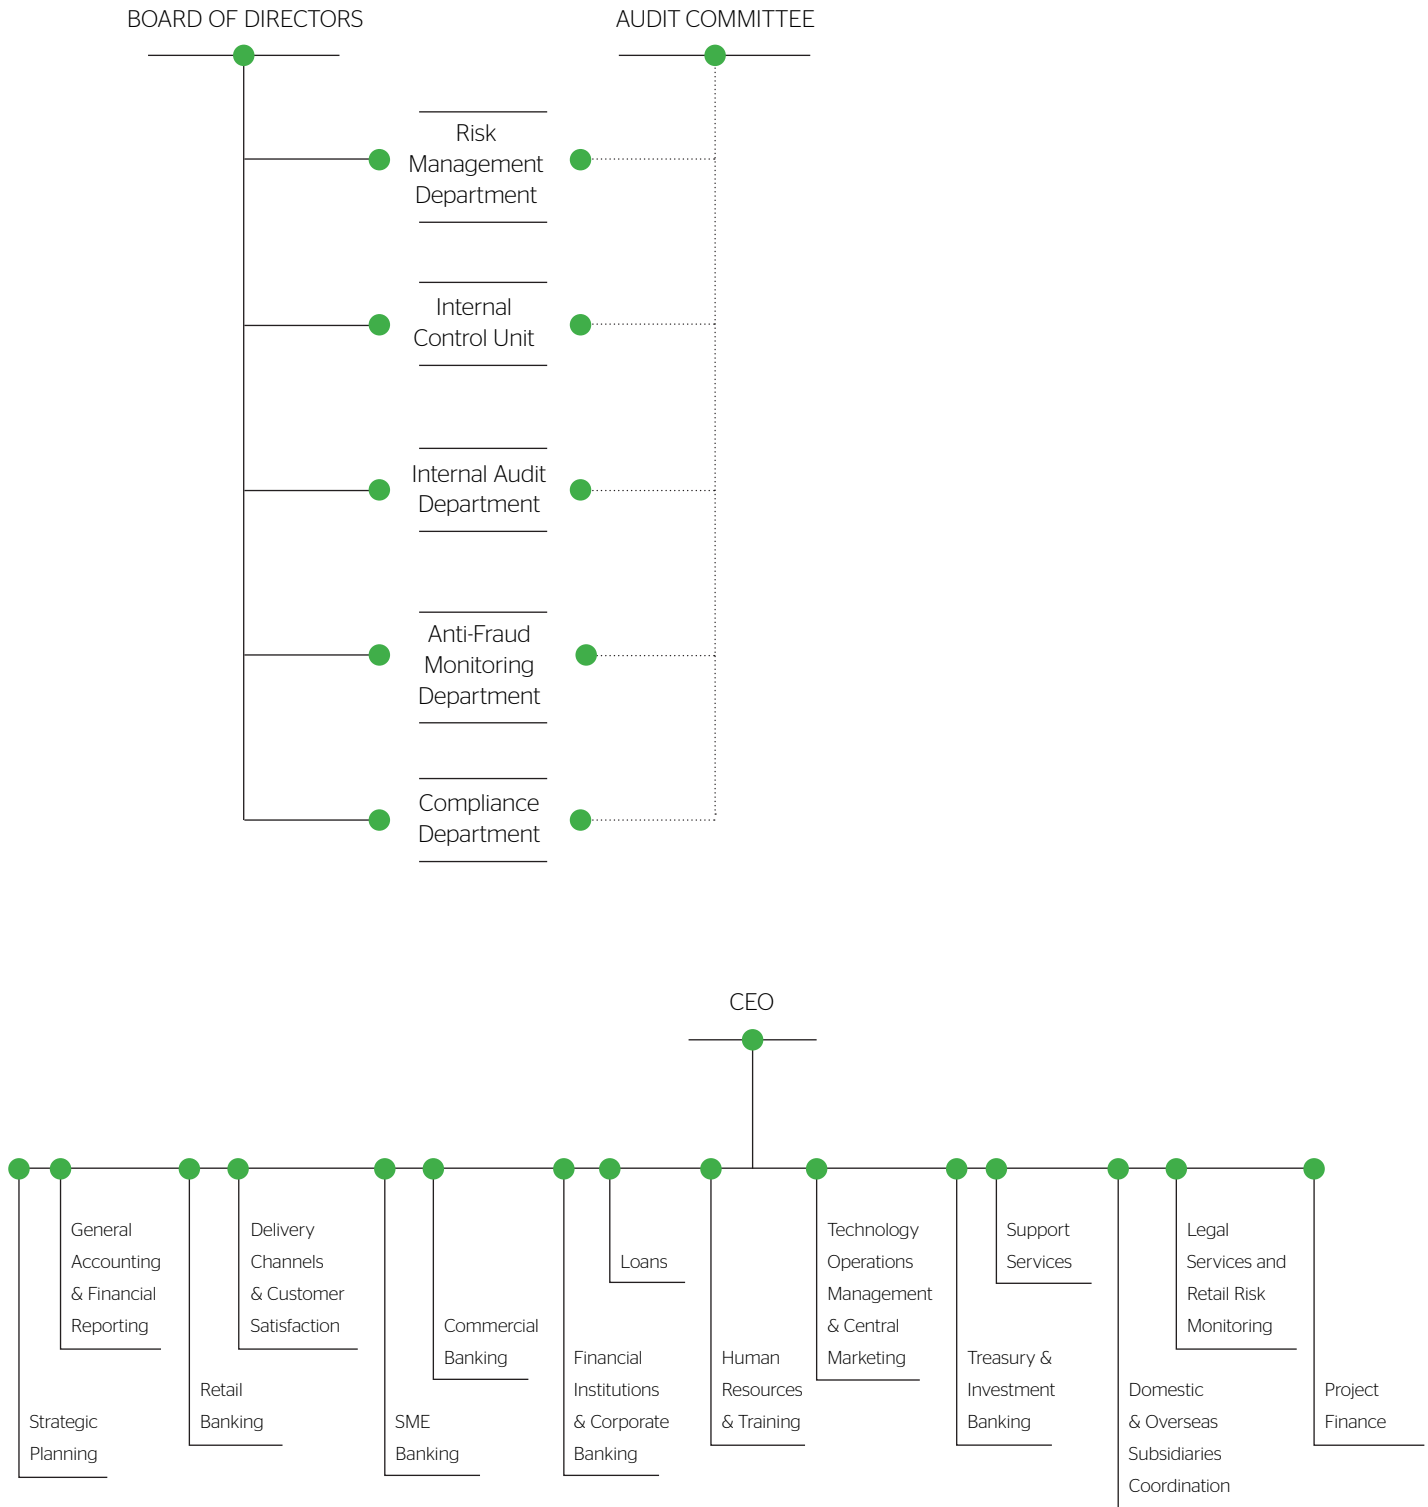 BOARD OF DIRECTORS
AUDIT COMMITTEE
Risk
Management
Department
Internal
Control Unit
Internal Audit
Department
Anti-Fraud
Monitoring
Department
Compliance
Department
CEO
Strategic
Planning
General
Accounting
& Financial
Reporting
Retail
Banking
Delivery
Channels
& Customer
Satisfaction
SME
Banking
Commercial
Banking
Financial
Institutions
& Corporate
Banking
Loans
Human
Resources
& Training
Technology
Operations
Management
& Central
Marketing
Treasury &
Investment
Banking
Support
Services
Domestic
& Overseas
Subsidiaries
Coordination
Legal
Services and
Retail Risk
Monitoring
Project
Finance